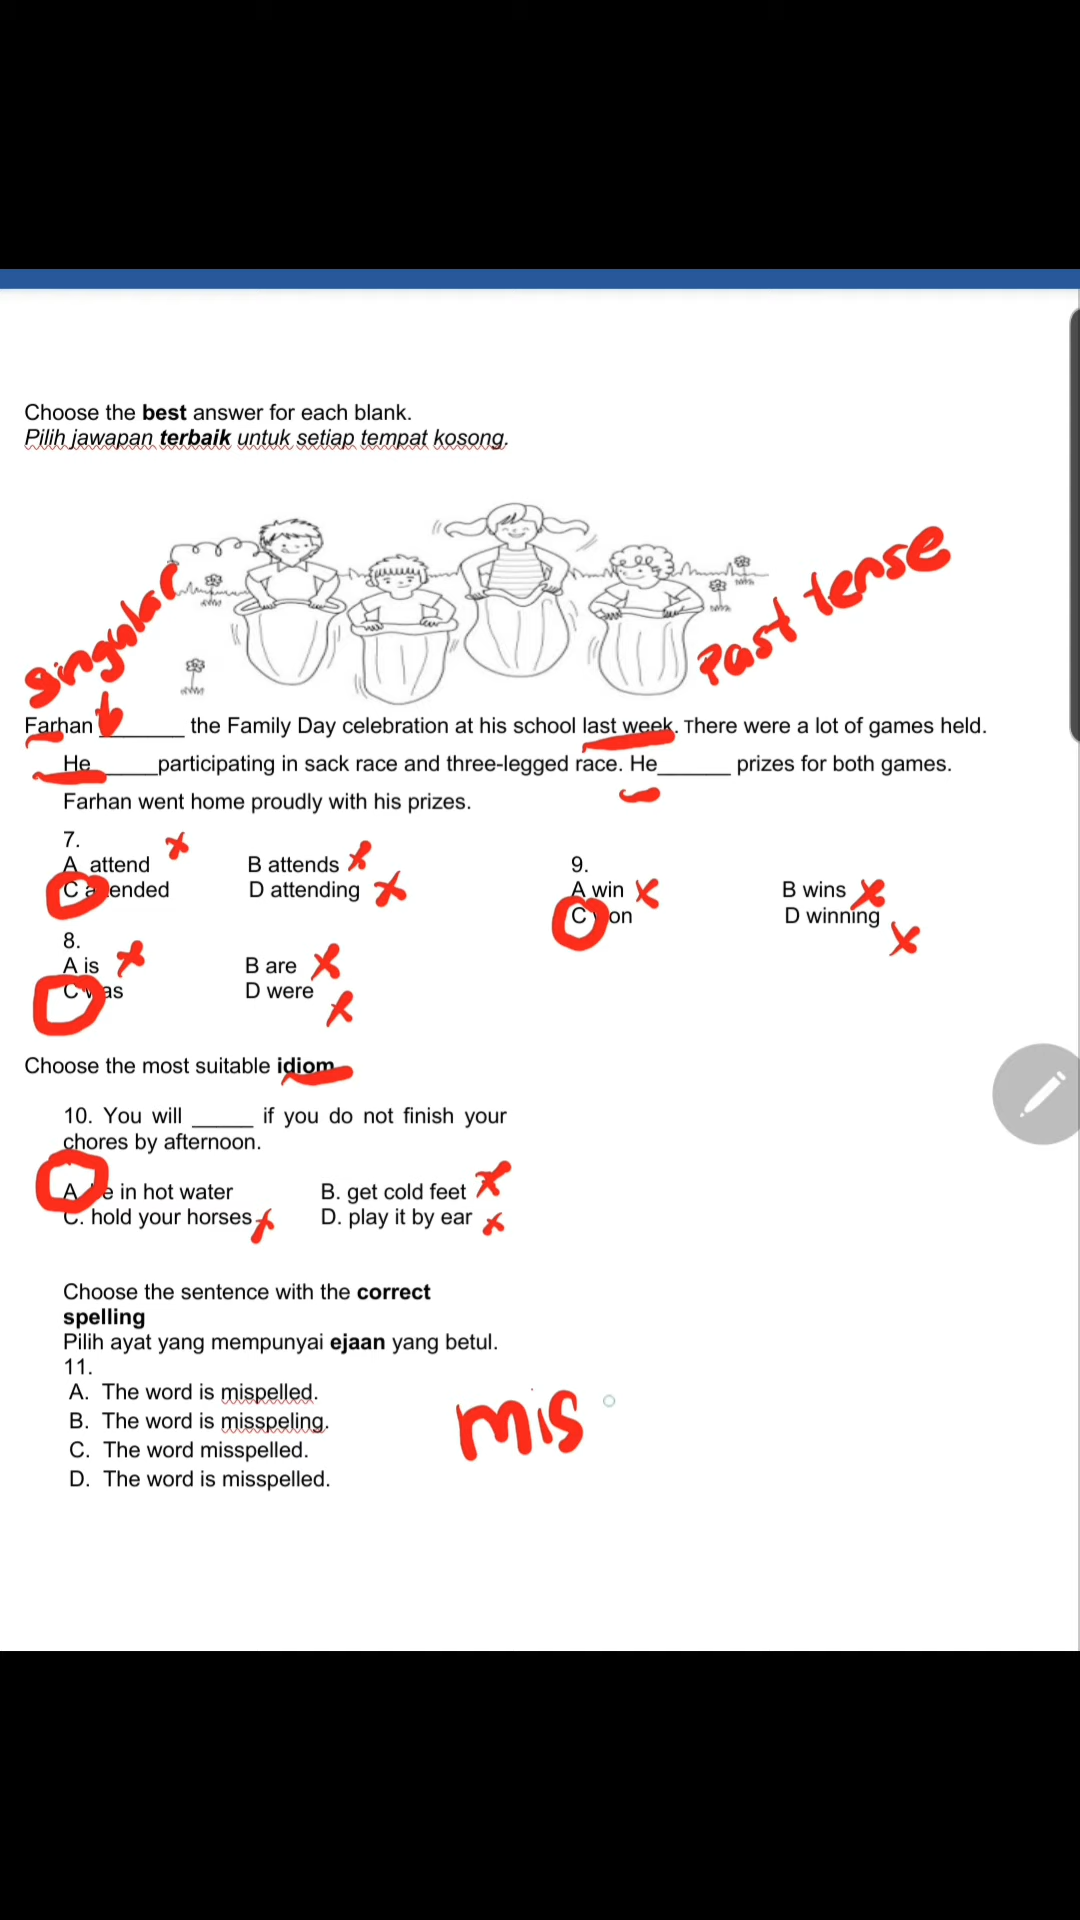 Choose the best answer for each blank.
Pilih jawapan terbaik untuk setiap tempat kosong.
singular
Past tense
Farhan ________ the Family Day celebration at his school last week. There were a lot of games held.
He______participating in sack race and three-legged race. He______ prizes for both games.
Farhan went home proudly with his prizes.
7.
A attend x B attends x
C attended D attending x
8.
A is x B are x
C was D were x
9.
A win x B wins x
C won D winning x
Choose the most suitable idiom
10. You will _____ if you do not finish your
chores by afternoon.
A. be in hot water B. get cold feet x
C. hold your horses x D. play it by ear x
Choose the sentence with the correct
spelling
Pilih ayat yang mempunyai ejaan yang betul.
11.
A. The word is mispelled.
B. The word is misspeling.
C. The word misspelled.
D. The word is misspelled.
mis